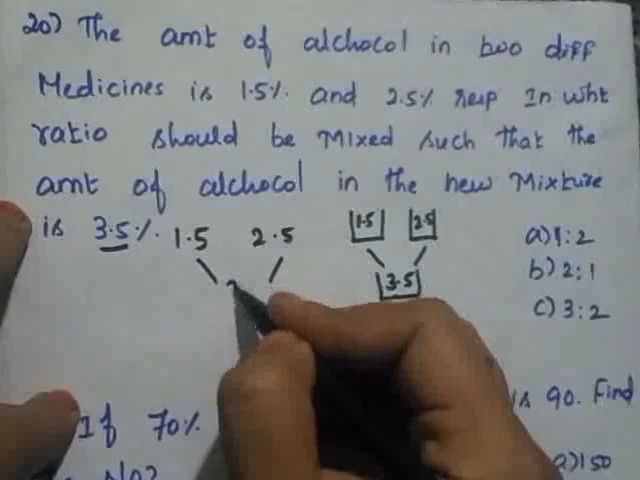 20) The amt of alchocol in two diff
Medicines is 1.5% and 2.5% resp In wht
ratio should be Mixed such that the
amt of alchocol in the new Mixture
is 3.5%.
1.5 2.5
1.5 2.5
3.5
a) 1:2
b) 2:1
c) 3:2
If 70%
is 90. Find
No?
a) 150